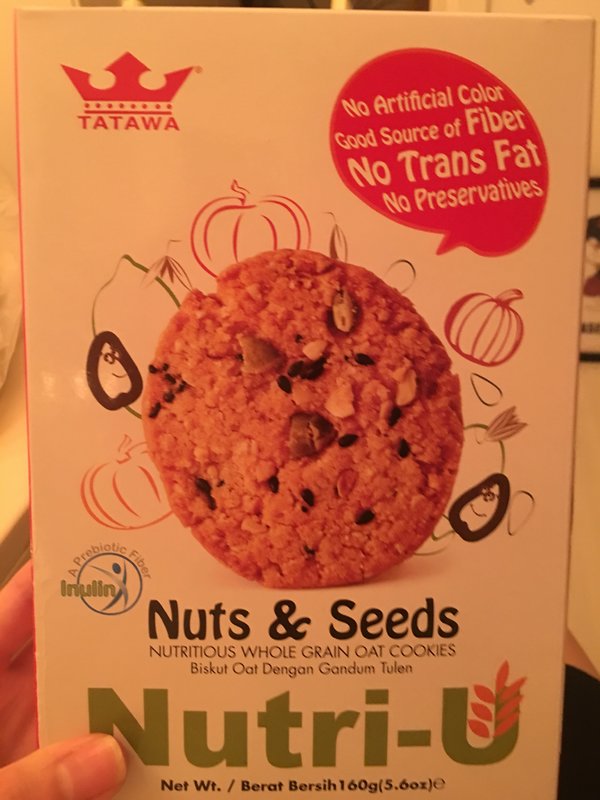 TATAWA
No Artificial Color
Good Source of Fiber
No Trans Fat
No Preservatives
A Prebiotic Fiber
Inulin
Nuts & Seeds
NUTRITIOUS WHOLE GRAIN OAT COOKIES
Biskut Oat Dengan Gandum Tulen
Nutri-U
Net Wt. / Berat Bersih160g(5.6oz)℮